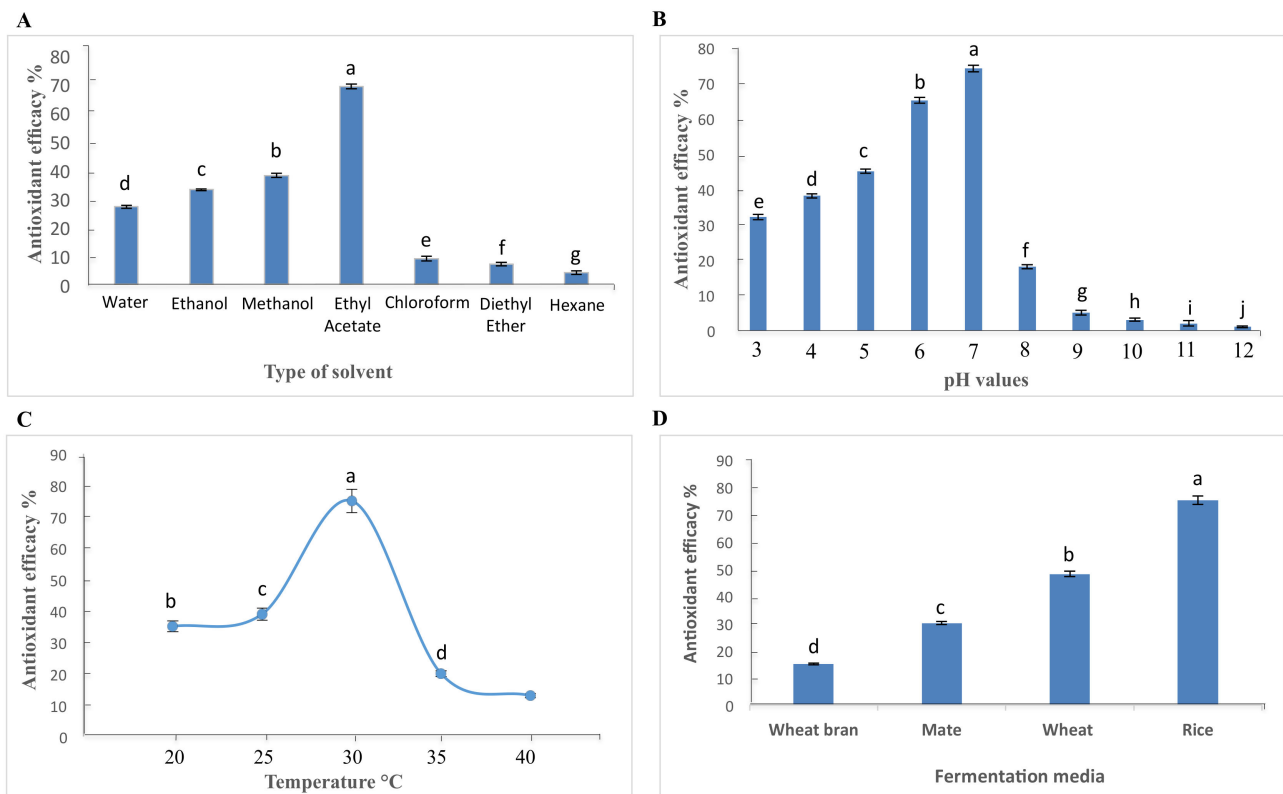 A
Antioxidant efficacy %
80
70
60
50
40
30
20
10
0
d
c
b
a
e
f
g
Water Ethanol Methanol Ethyl Acetate Chloroform Diethyl Ether Hexane
Type of solvent
B
Antioxidant efficacy %
80
70
60
50
40
30
20
10
0
e
d
c
b
a
f
g
h
i
j
3 4 5 6 7 8 9 10 11 12
pH values
C
Antioxidant efficacy %
90
80
70
60
50
40
30
20
10
0
b
c
a
d
20 25 30 35 40
Temperature °C
D
Antioxidant efficacy %
90
80
70
60
50
40
30
20
10
0
d
c
b
a
Wheat bran Mate Wheat Rice
Fermentation media